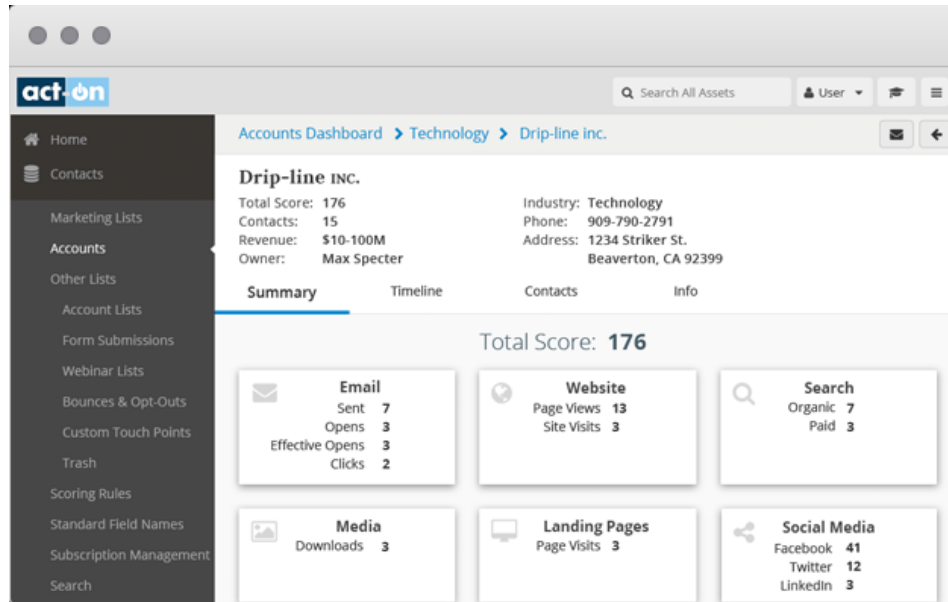 act-on
Search All Assets
User
Home
Contacts
Marketing Lists
Accounts
Other Lists
Account Lists
Form Submissions
Webinar Lists
Bounces & Opt-Outs
Custom Touch Points
Trash
Scoring Rules
Standard Field Names
Subscription Management
Search
Accounts Dashboard > Technology > Drip-line inc.
Drip-line INC.
Total Score: 176
Contacts: 15
Revenue: $10-100M
Owner: Max Specter
Industry: Technology
Phone: 909-790-2791
Address: 1234 Striker St.
Beaverton, CA 92399
Summary Timeline Contacts Info
Total Score: 176
Email
Sent 7
Opens 3
Effective Opens 3
Clicks 2
Website
Page Views 13
Site Visits 3
Search
Organic 7
Paid 3
Media
Downloads 3
Landing Pages
Page Visits 3
Social Media
Facebook 41
Twitter 12
LinkedIn 3